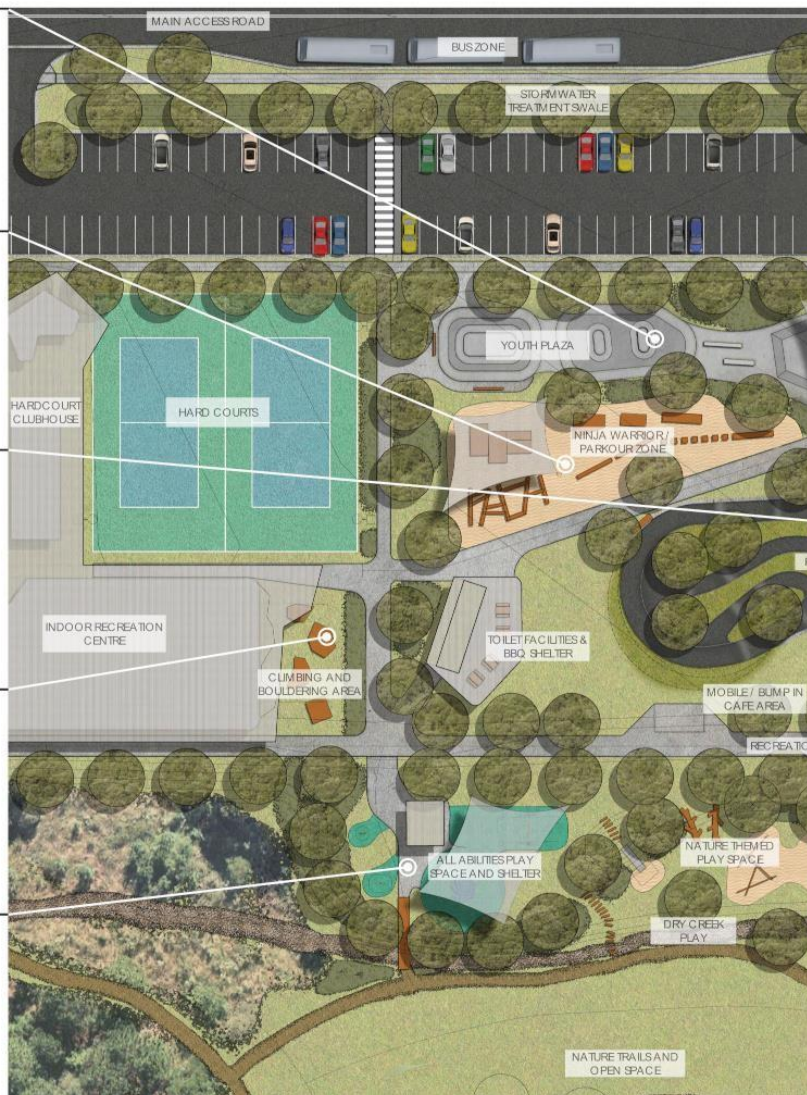 MAIN ACCESS ROAD
BUS ZONE
STORMWATER
TREATMENT SWALE
YOUTH PLAZA
HARDCOURT
CLUBHOUSE
HARD COURTS
NINJA WARRIOR /
PARKOUR ZONE
INDOOR RECREATION
CENTRE
TOILET FACILITIES &
BBQ SHELTER
CLIMBING AND
BOULDERING AREA
MOBILE / BUMP IN
CAFE AREA
RECREATIO
ALL ABILITIES PLAY
SPACE AND SHELTER
NATURE THEMED
PLAY SPACE
DRY CREEK
PLAY
NATURE TRAILS AND
OPEN SPACE